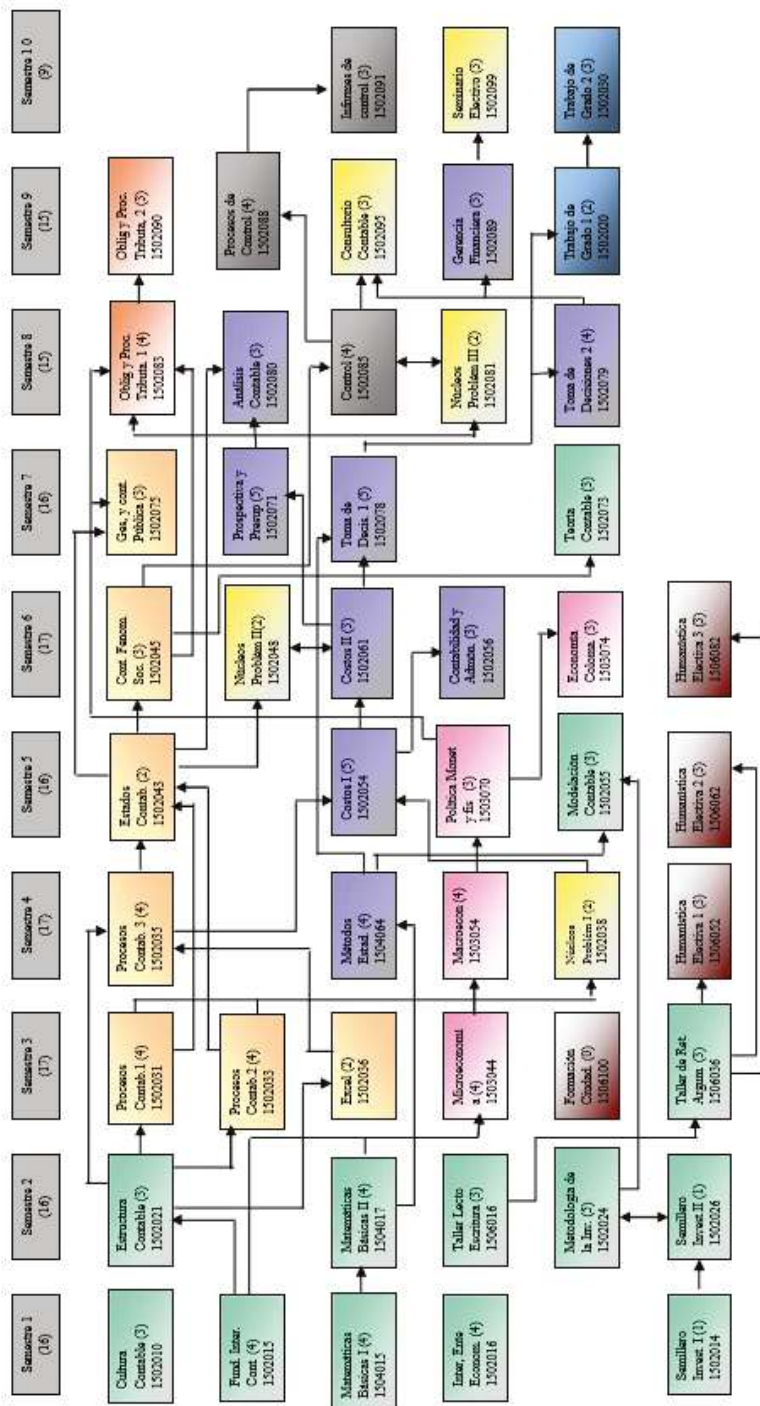 Semestre 1
(16)
Semestre 2
(16)
Semestre 3
(17)
Semestre 4
(17)
Semestre 5
(16)
Semestre 6
(17)
Semestre 7
(16)
Semestre 8
(15)
Semestre 9
(15)
Semestre 1 0
(9)
Cultura
Contable (3)
1502010
Fund. Inter.
Cont. (4)
1502015
Matemáticas
Básicas I (4)
1504015
Inter, Ente
Econom. (4)
1502016
Semillero
Invest. I (1)
1502014
Estructura
Contable (3)
1502021
Matemáticas
Básicas II (4)
1504017
Taller Lecto
Escritura (3)
1506016
Metodología de
la Inv.
1502024
Semillero
Invest II (1)
1502026
Procesos
Contab.1 (4)
1502031
Procesos
Contab.2 (4)
1502033
Excel (2)
1502036
Microeconomí
a (4)
1503044
Formación
Ciudad. (0)
1506100
Taller de Ret
Argum. (3)
1506036
Procesos
Contab. 3 (4)
1502035
Métodos
Estad. (4)
1504064
Macroecon (4)
1503054
Núcleos
Problém I (2)
1502038
Humanística
Electiva 1 (3)
1506052
Estados
Contab. (2)
1502043
Costos I
1502054
Política Monet
y fis (3)
1503070
Modelación
Contable (3)
1502055
Humanística
Electiva 2 (3)
1506062
Cont. Fenom.
Soc. (3)
1502045
Núcleos
Problém II(2)
1502048
Costos II (3)
1502061
Contabilidad y
Admón. (3)
1502056
Economía
Colomb. (3)
1503074
Humanística
Electiva 3 (3)
1506082
Ges, y cont.
Pública (3)
1502075
Prospectiva y
Presup
1502071
Toma de
Decis. 1
1502078
Teoría
Contable (3)
1502073
Oblig y Proc.
Tributa. 1 (4)
1502083
Análisis
Contable (3)
1502080
Control (4)
1502085
Núcleos
Problém III (2)
1502081
Toma de
Decisiones 2 (4)
1502079
Oblig y Proc.
Tributa, 2 (3)
1502090
Procesos de
Control (4)
1502088
Consultorio
Contable (3)
1502095
Gerencia
Financiera (3)
1502089
Trabajo de
Grado 1 (2)
1502020
Informes de
control (3)
1502091
Seminario
Electivo (3)
1502099
Trabajo de
Grado 2 (3)
1502030